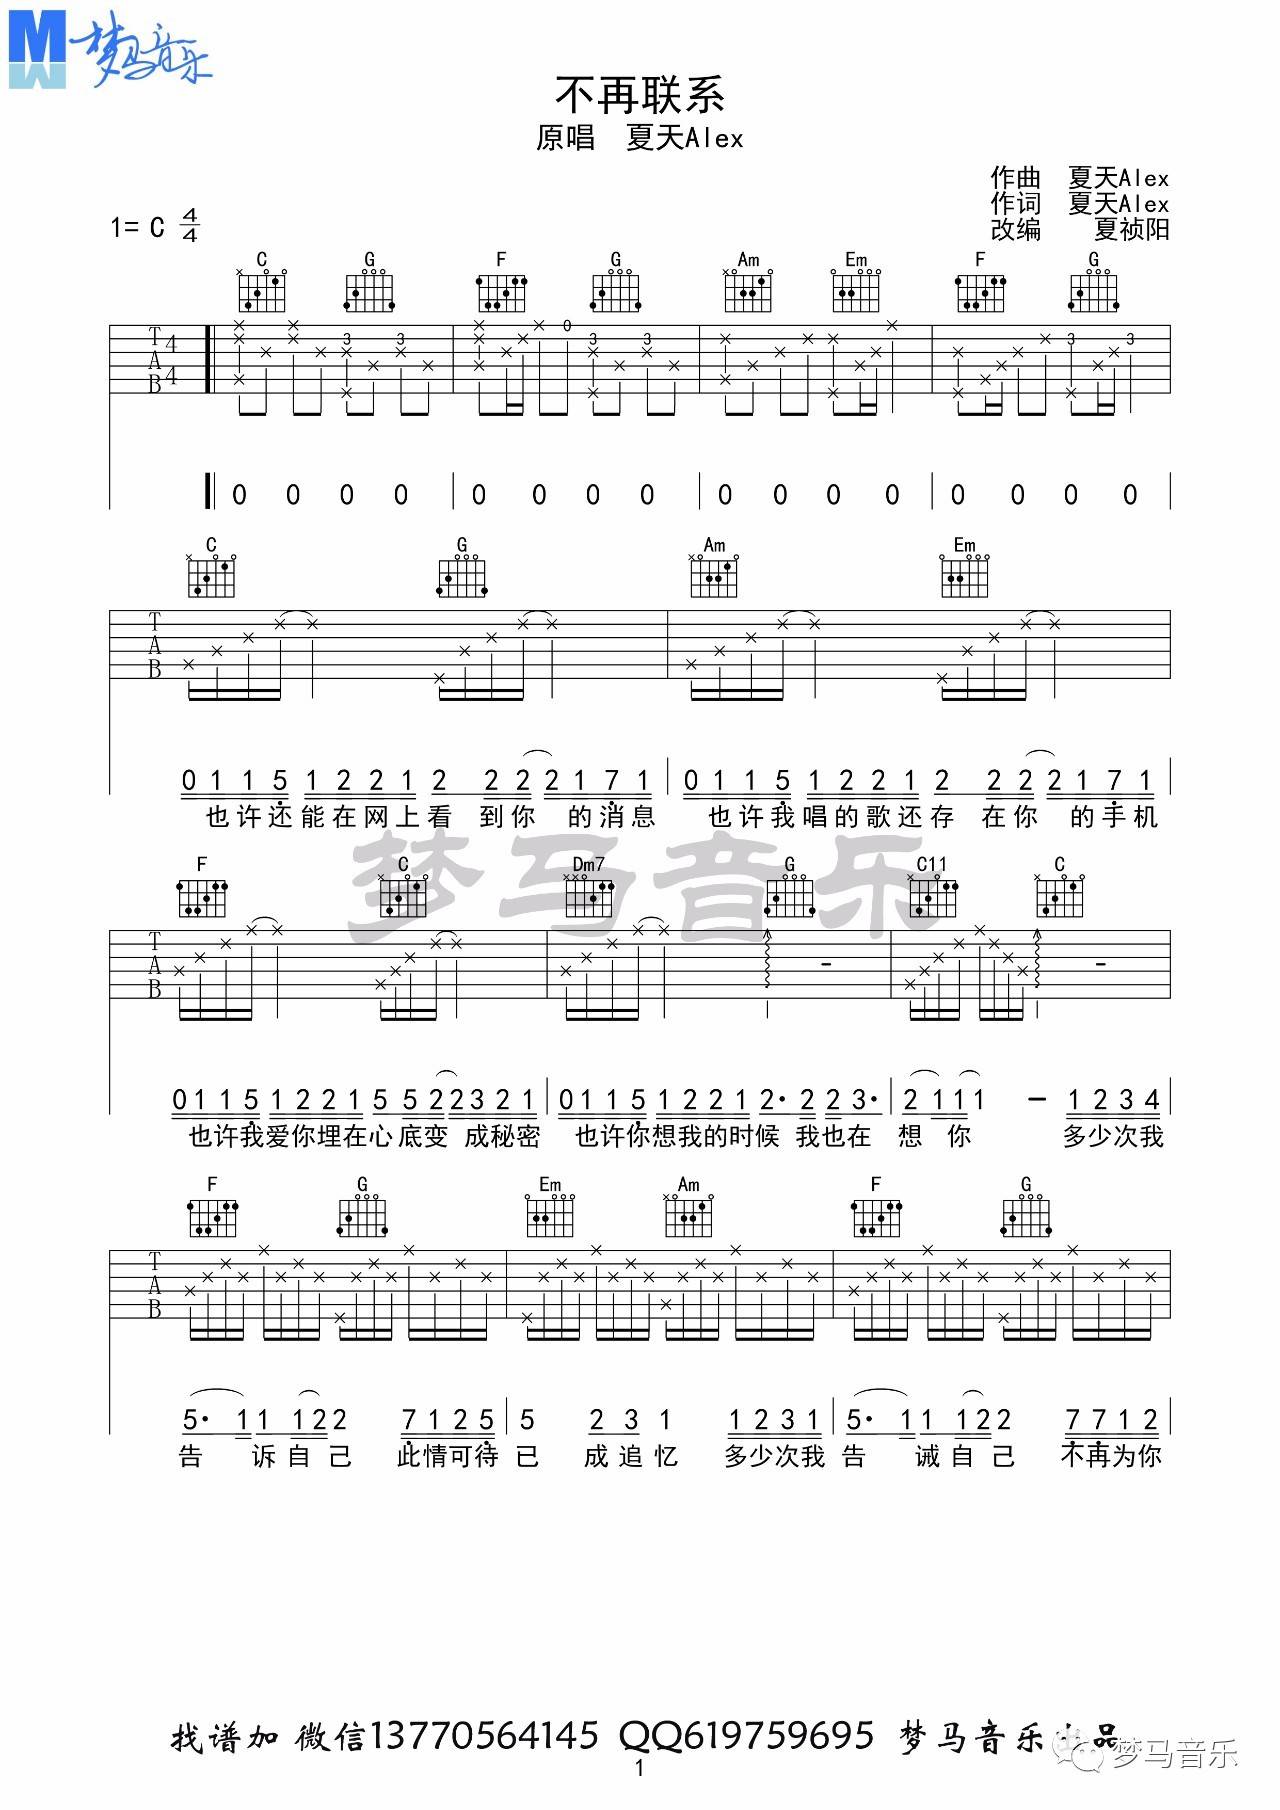 M 梦马音乐
不再联系
原唱 夏天Alex
作曲 夏天Alex
作词 夏天Alex
改编 夏祯阳
1= C 4/4
C G F G Am Em F G
T A B 4/4 3 3 0 3 3 3 3
0 0 0 0 0 0 0 0 0 0 0 0 0 0 0 0
C G Am Em
T A B
0 1 1 5 1 2 2 1 2 2 2 2 1 7 1 0 1 1 5 1 2 2 1 2 2 2 2 1 7 1
也许还能在网上看 到你 的消息 也许我唱的歌还存 在你 的手机
梦马音乐
F C Dm7 G C11 C
T A B - -
0 1 1 5 1 2 2 1 5 5 2 2 3 2 1 0 1 1 5 1 2 2 1 2· 2 2 3· 2 1 1 1 - 1 2 3 4
也许我爱你埋在心底变 成秘密 也许你想我的时候 我也在 想 你 多少次我
F G Em Am F G
T A B
5· 1 1 1 2 2 7 1 2 5 5 2 3 1 1 2 3 1 5· 1 1 1 2 2 7 7 1 2
告 诉自己 此情可待已 成追忆 多少次我告 诫自己 不再为你
找谱加 微信13770564145 QQ619759695 梦马音乐出品
梦马音乐
1